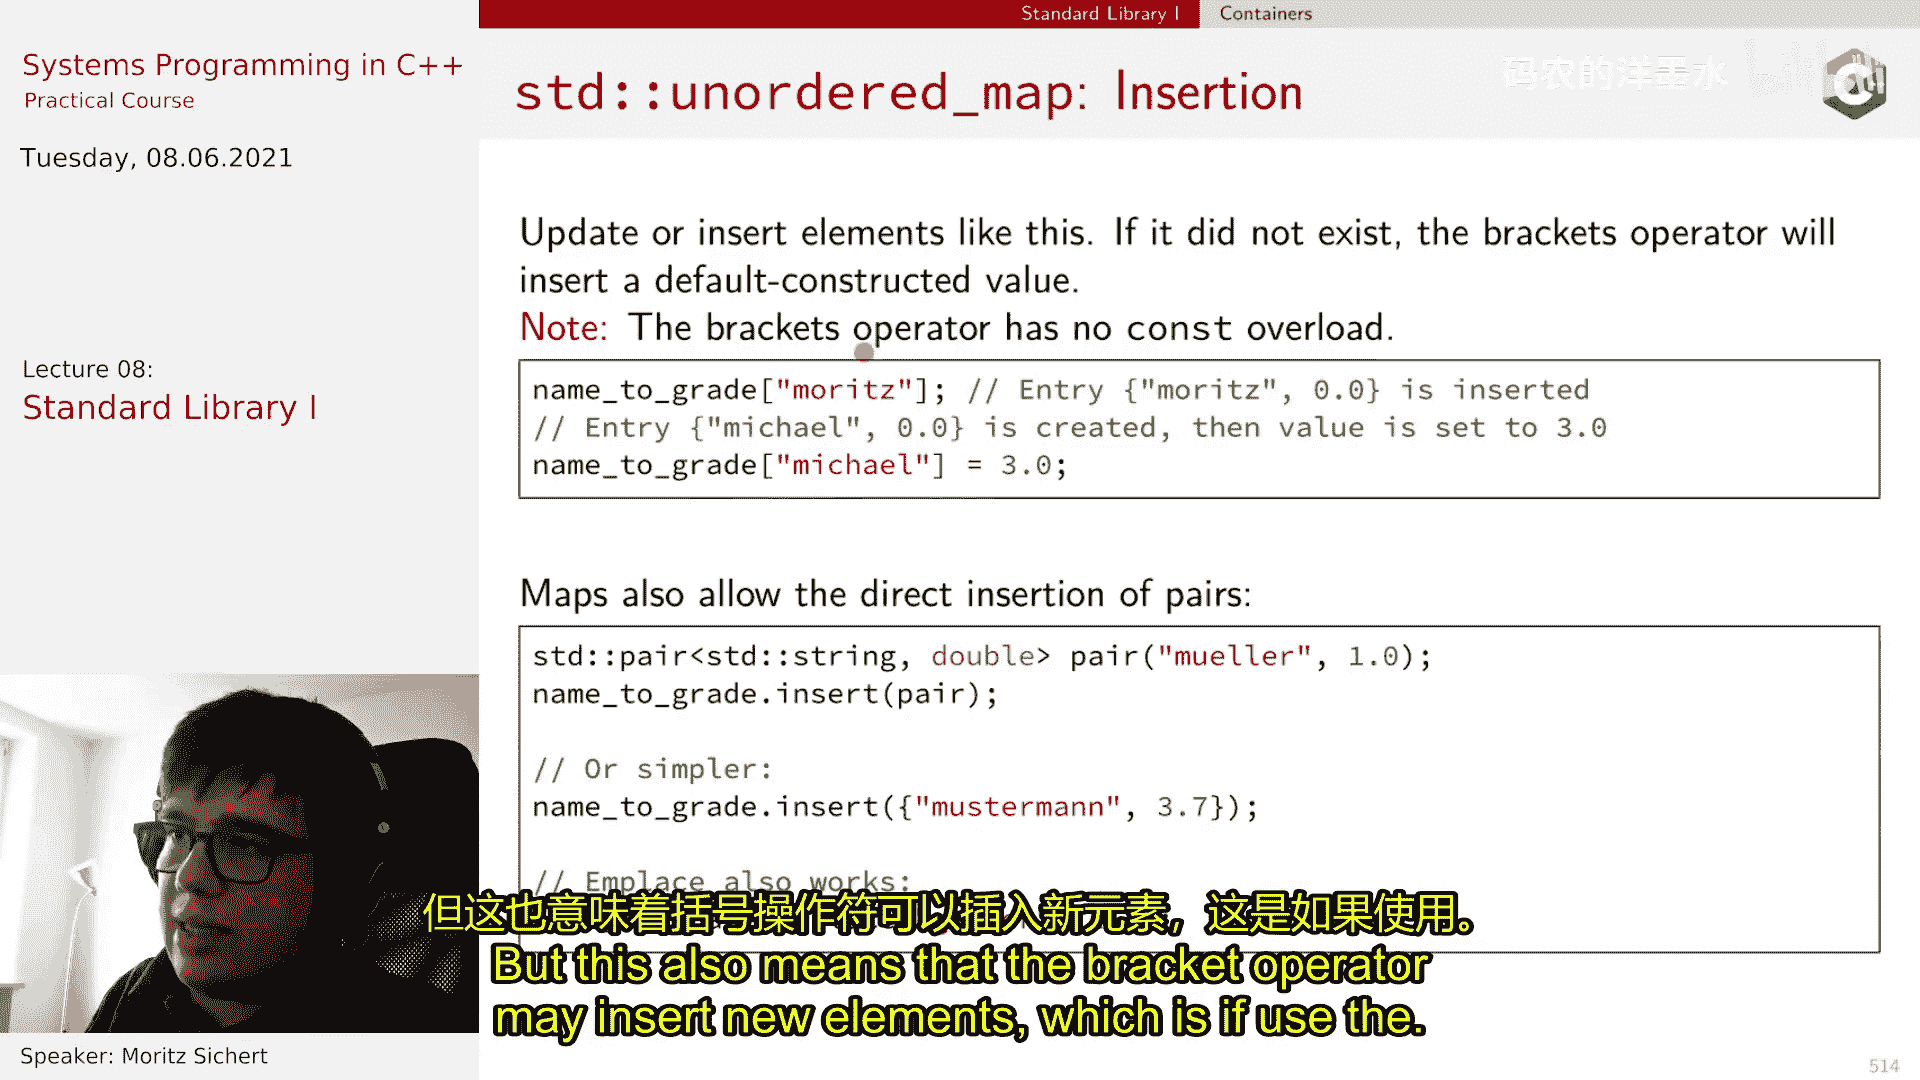 Standard Library I
Containers
Systems Programming in C++
Practical Course
std::unordered_map: Insertion
码农的洋墨水
Tuesday, 08.06.2021
Update or insert elements like this. If it did not exist, the brackets operator will
insert a default-constructed value.
Note: The brackets operator has no const overload.
Lecture 08:
Standard Library I
name_to_grade["moritz"]; // Entry {"moritz", 0.0} is inserted
// Entry {"michael", 0.0} is created, then value is set to 3.0
name_to_grade["michael"] = 3.0;
Maps also allow the direct insertion of pairs:
std::pair<std::string, double> pair("mueller", 1.0);
name_to_grade.insert(pair);
// Or simpler:
name_to_grade.insert({"mustermann", 3.7});
// Emplace also works:
但这也意味着括号操作符可以插入新元素，这是如果使用。
But this also means that the bracket operator
may insert new elements, which is if use the.
Speaker: Moritz Sichert
514